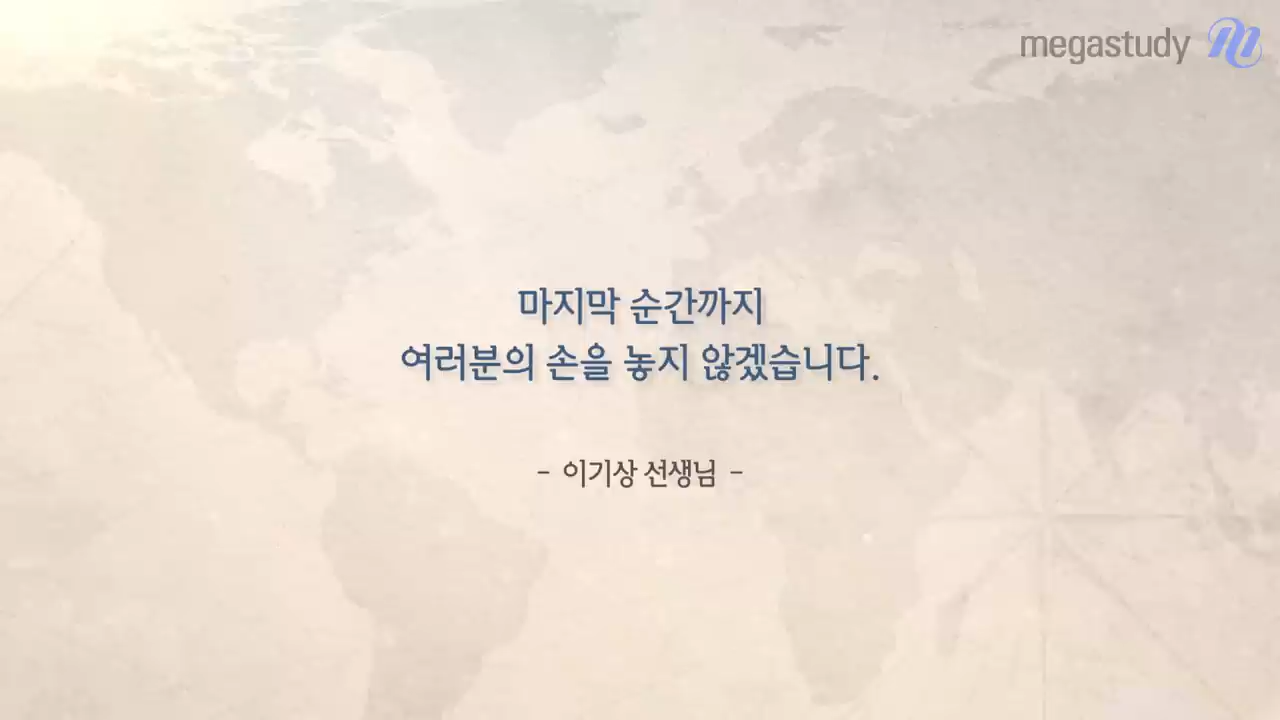 megastudy
마지막 순간까지
여러분의 손을 놓지 않겠습니다.
- 이기상 선생님 -